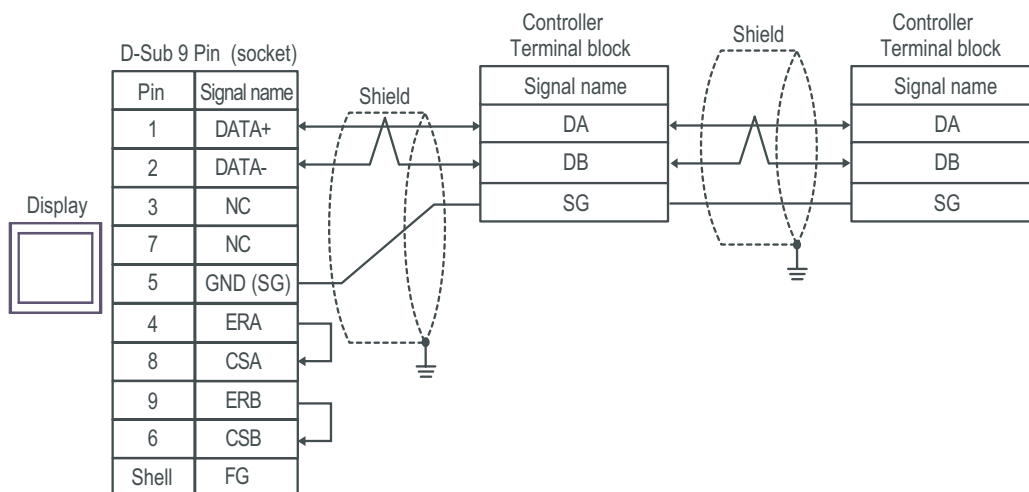 Controller
Terminal block
Controller
Terminal block
Shield
D-Sub 9 Pin (socket)
Pin Signal name
Signal name
Signal name
Shield
1 DATA+
DA
DA
2 DATA-
DB
DB
3 NC
SG
SG
Display
7 NC
5 GND (SG)
4 ERA
8 CSA
9 ERB
6 CSB
Shell FG